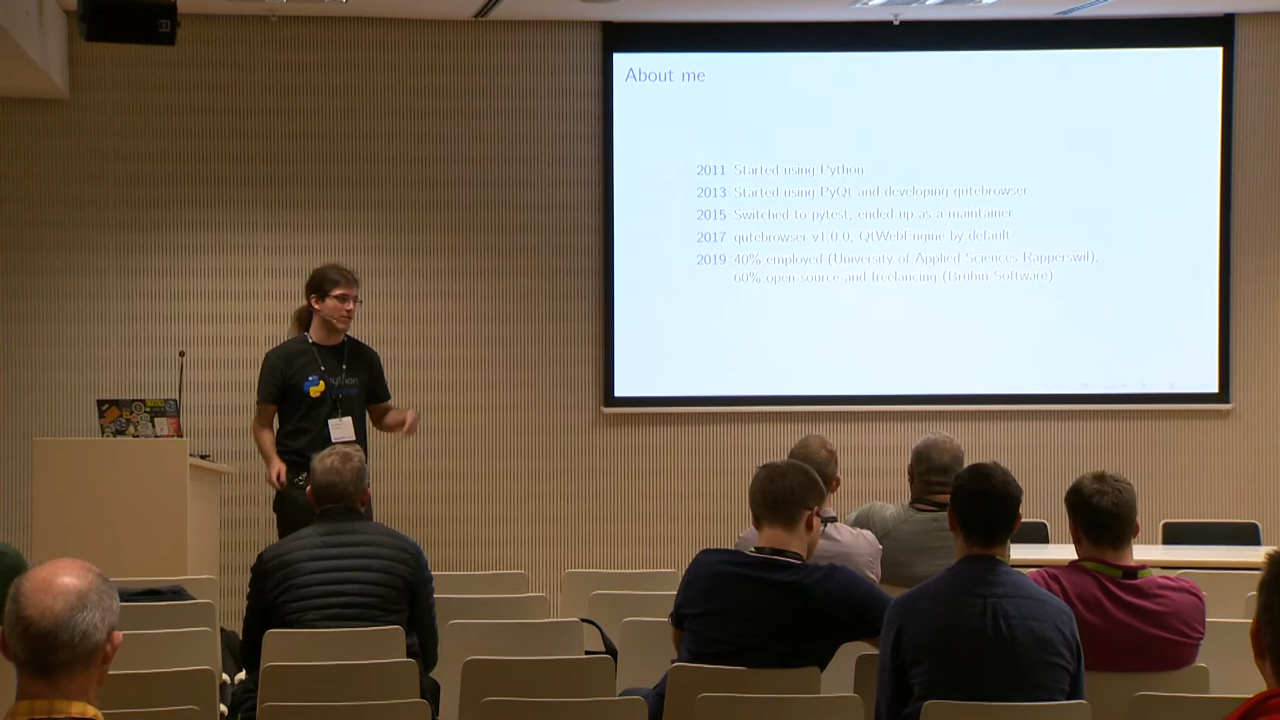 About me
2011 Started using Python
2013 Started using PyQt and developing qutebrowser
2015 Switched to pytest, ended up as a maintainer
2017 qutebrowser v1.0.0, QtWebEngine by default
2019 40% employed (University of Applied Sciences Rapperswil),
60% open-source and freelancing (Bruhin Software)
python